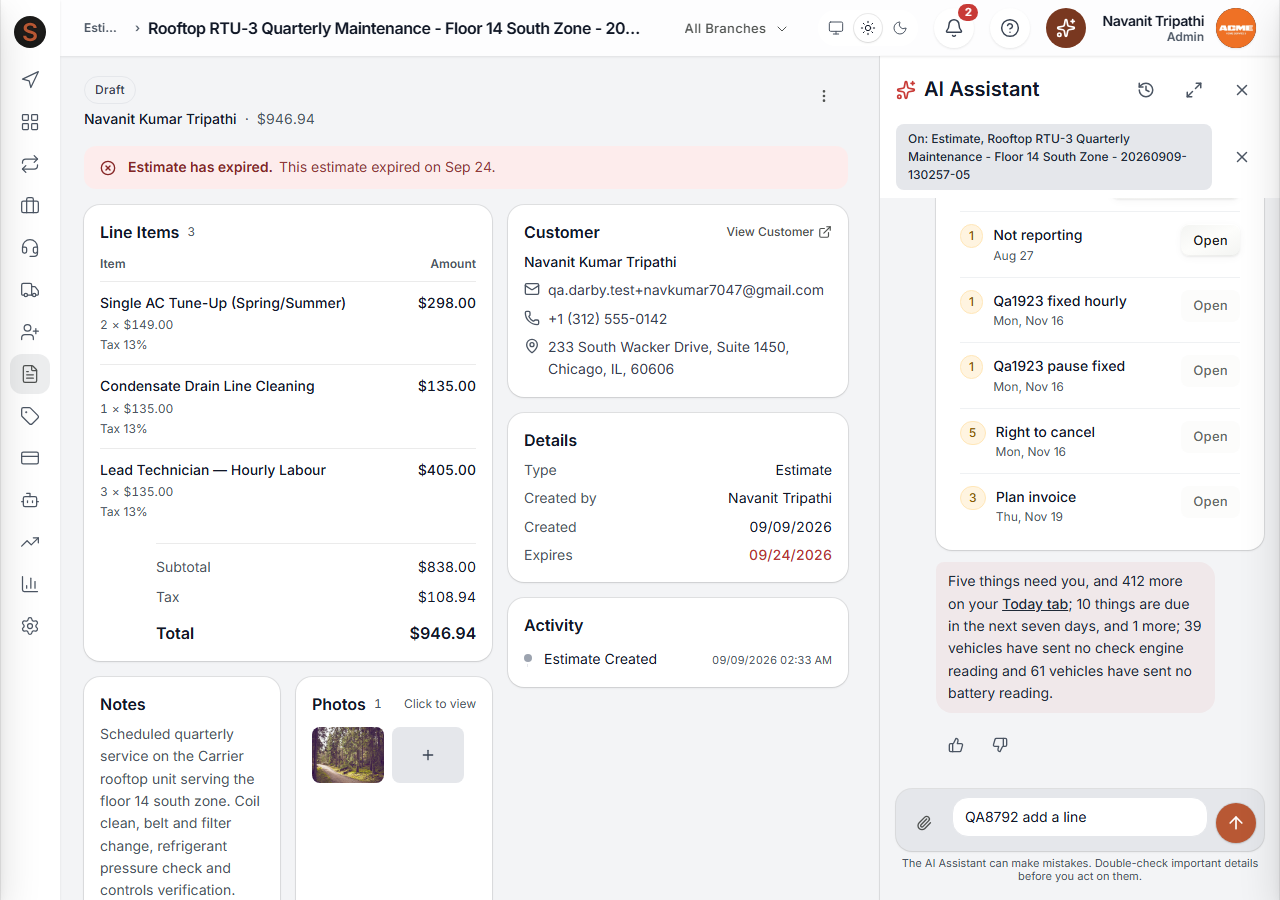 S
Esti...
Rooftop RTU-3 Quarterly Maintenance - Floor 14 South Zone - 20...
All Branches
2
Navanit Tripathi
Admin
ACME
Draft
Navanit Kumar Tripathi · $946.94
Estimate has expired. This estimate expired on Sep 24.
Line Items 3
Item Amount
Single AC Tune-Up (Spring/Summer) $298.00
2 × $149.00
Tax 13%
Condensate Drain Line Cleaning $135.00
1 × $135.00
Tax 13%
Lead Technician — Hourly Labour $405.00
3 × $135.00
Tax 13%
Subtotal $838.00
Tax $108.94
Total $946.94
Notes
Scheduled quarterly
service on the Carrier
rooftop unit serving the
floor 14 south zone. Coil
clean, belt and filter
change, refrigerant
pressure check and
controls verification.
Photos 1 Click to view
Customer View Customer
Navanit Kumar Tripathi
qa.darby.test+navkumar7047@gmail.com
+1 (312) 555-0142
233 South Wacker Drive, Suite 1450,
Chicago, IL, 60606
Details
Type Estimate
Created by Navanit Tripathi
Created 09/09/2026
Expires 09/24/2026
Activity
Estimate Created 09/09/2026 02:33 AM
AI Assistant
On: Estimate, Rooftop RTU-3 Quarterly
Maintenance - Floor 14 South Zone - 20260909-
130257-05
1 Not reporting Open
Aug 27
1 Qa1923 fixed hourly Open
Mon, Nov 16
1 Qa1923 pause fixed Open
Mon, Nov 16
5 Right to cancel Open
Mon, Nov 16
3 Plan invoice Open
Thu, Nov 19
Five things need you, and 412 more
on your Today tab; 10 things are due
in the next seven days, and 1 more; 39
vehicles have sent no check engine
reading and 61 vehicles have sent no
battery reading.
QA8792 add a line
The AI Assistant can make mistakes. Double-check important details
before you act on them.